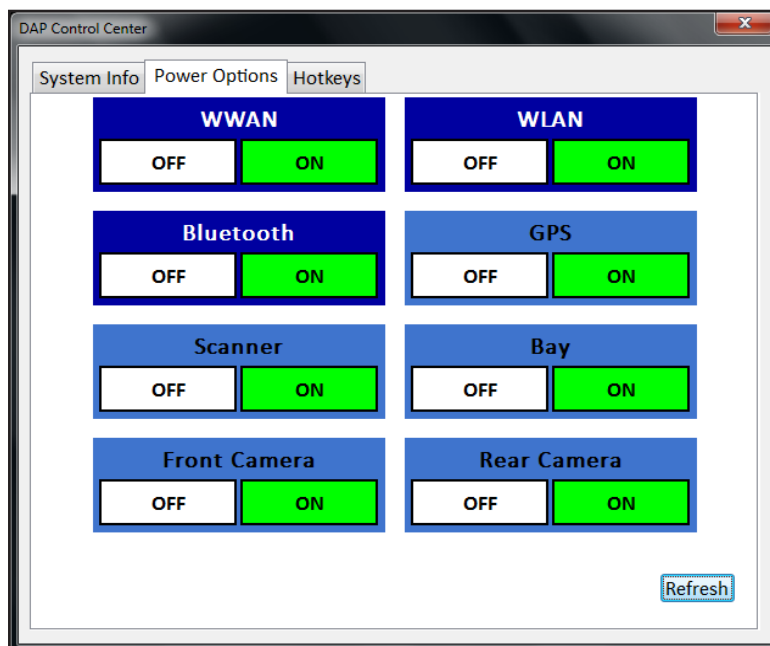 DAP Control Center
System Info Power Options Hotkeys
WWAN WLAN
OFF ON OFF ON
Bluetooth GPS
OFF ON OFF ON
Scanner Bay
OFF ON OFF ON
Front Camera Rear Camera
OFF ON OFF ON
Refresh